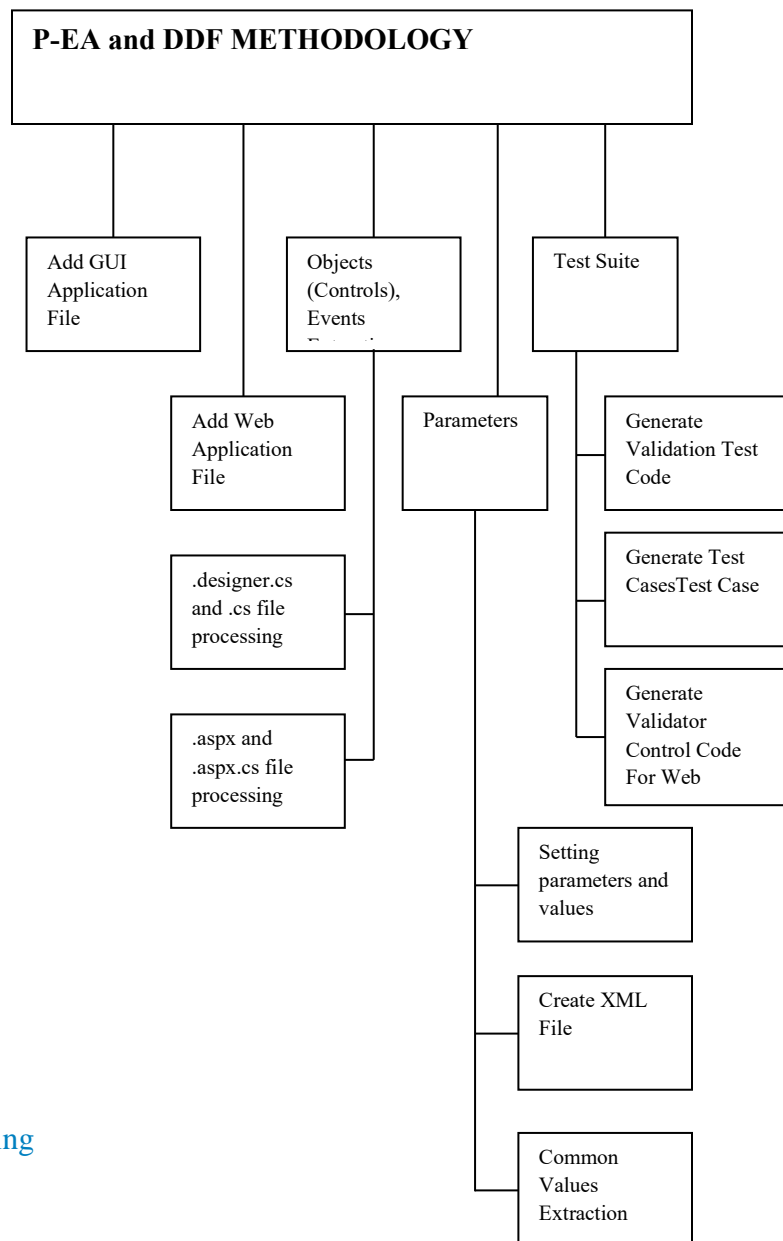 P-EA and DDF METHODOLOGY
Add GUI
Application
File
Objects
(Controls),
Events
Test Suite
Add Web
Application
File
Parameters
Generate
Validation Test
Code
.designer.cs
and .cs file
processing
Generate Test
CasesTest Case
.aspx and
.aspx.cs file
processing
Generate
Validator
Control Code
For Web
Setting
parameters and
values
Create XML
File
ing
Common
Values
Extraction